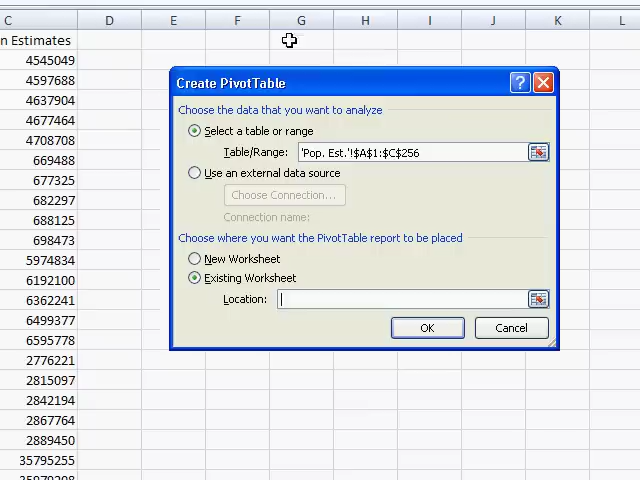 C D E F G H I J K L
n Estimates
4545049
4597688
4637904
4677464
4708708
669488
677325
682297
688125
698473
5974834
6192100
6362241
6499377
6595778
2776221
2815097
2842194
2867764
2889450
35795255
Create PivotTable
Choose the data that you want to analyze
Select a table or range
Table/Range: 'Pop. Est.'!$A$1:$C$256
Use an external data source
Choose Connection...
Connection name:
Choose where you want the PivotTable report to be placed
New Worksheet
Existing Worksheet
Location:
OK Cancel